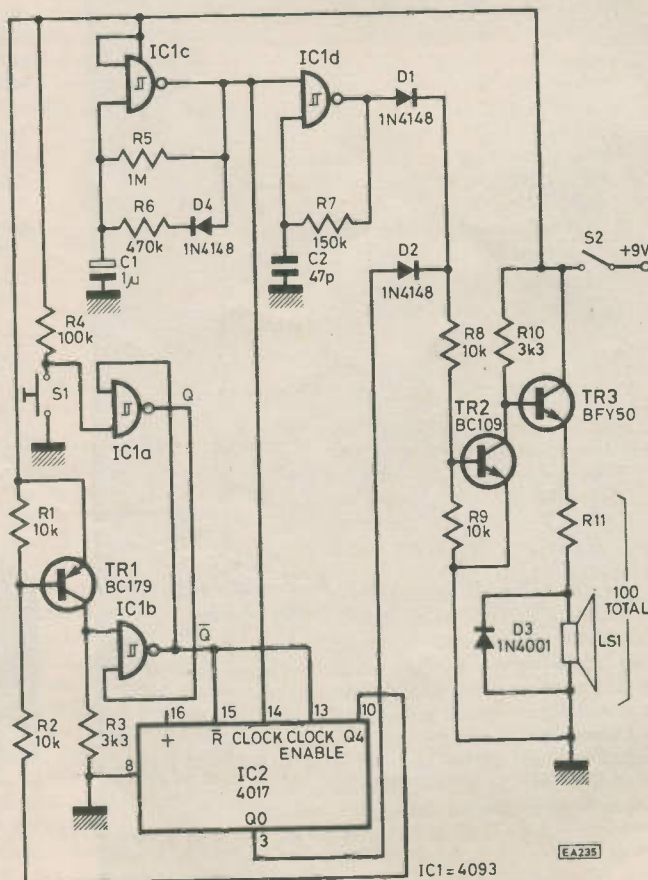 IC1c
IC1d
D1
1N4148
R5
1M
R6
470k
D4
1N4148
R7
150k
C1
1μ
C2
47p
D2
1N4148
S2
+9V
R4
100k
S1
Q
IC1a
R8
10k
R10
3k3
TR2
BC109
TR3
BFY50
R1
10k
TR1
BC179
R9
10k
R11
IC1b
Q̅
100
TOTAL
D3
1N4001
LS1
R2
10k
R3
3k3
16
15
14
13
10
+
R̅
CLOCK
CLOCK
ENABLE
Q4
8
IC2
4017
Q0
3
IC1=4093
EA235